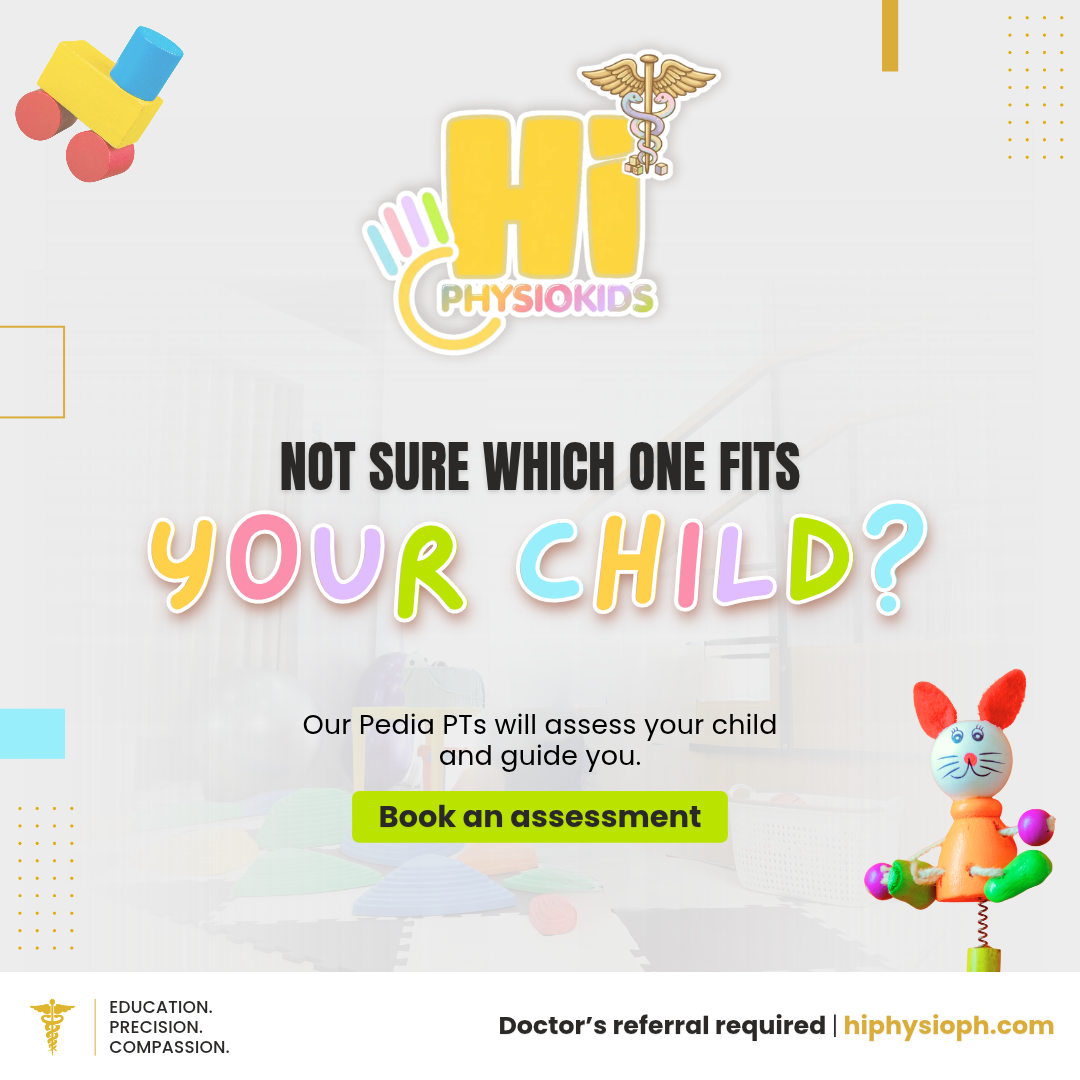 Hi
PHYSIOKIDS
NOT SURE WHICH ONE FITS
YOUR CHILD?
Our Pedia PTs will assess your child
and guide you.
Book an assessment
EDUCATION.
PRECISION.
COMPASSION.
Doctor’s referral required | hiphysioph.com